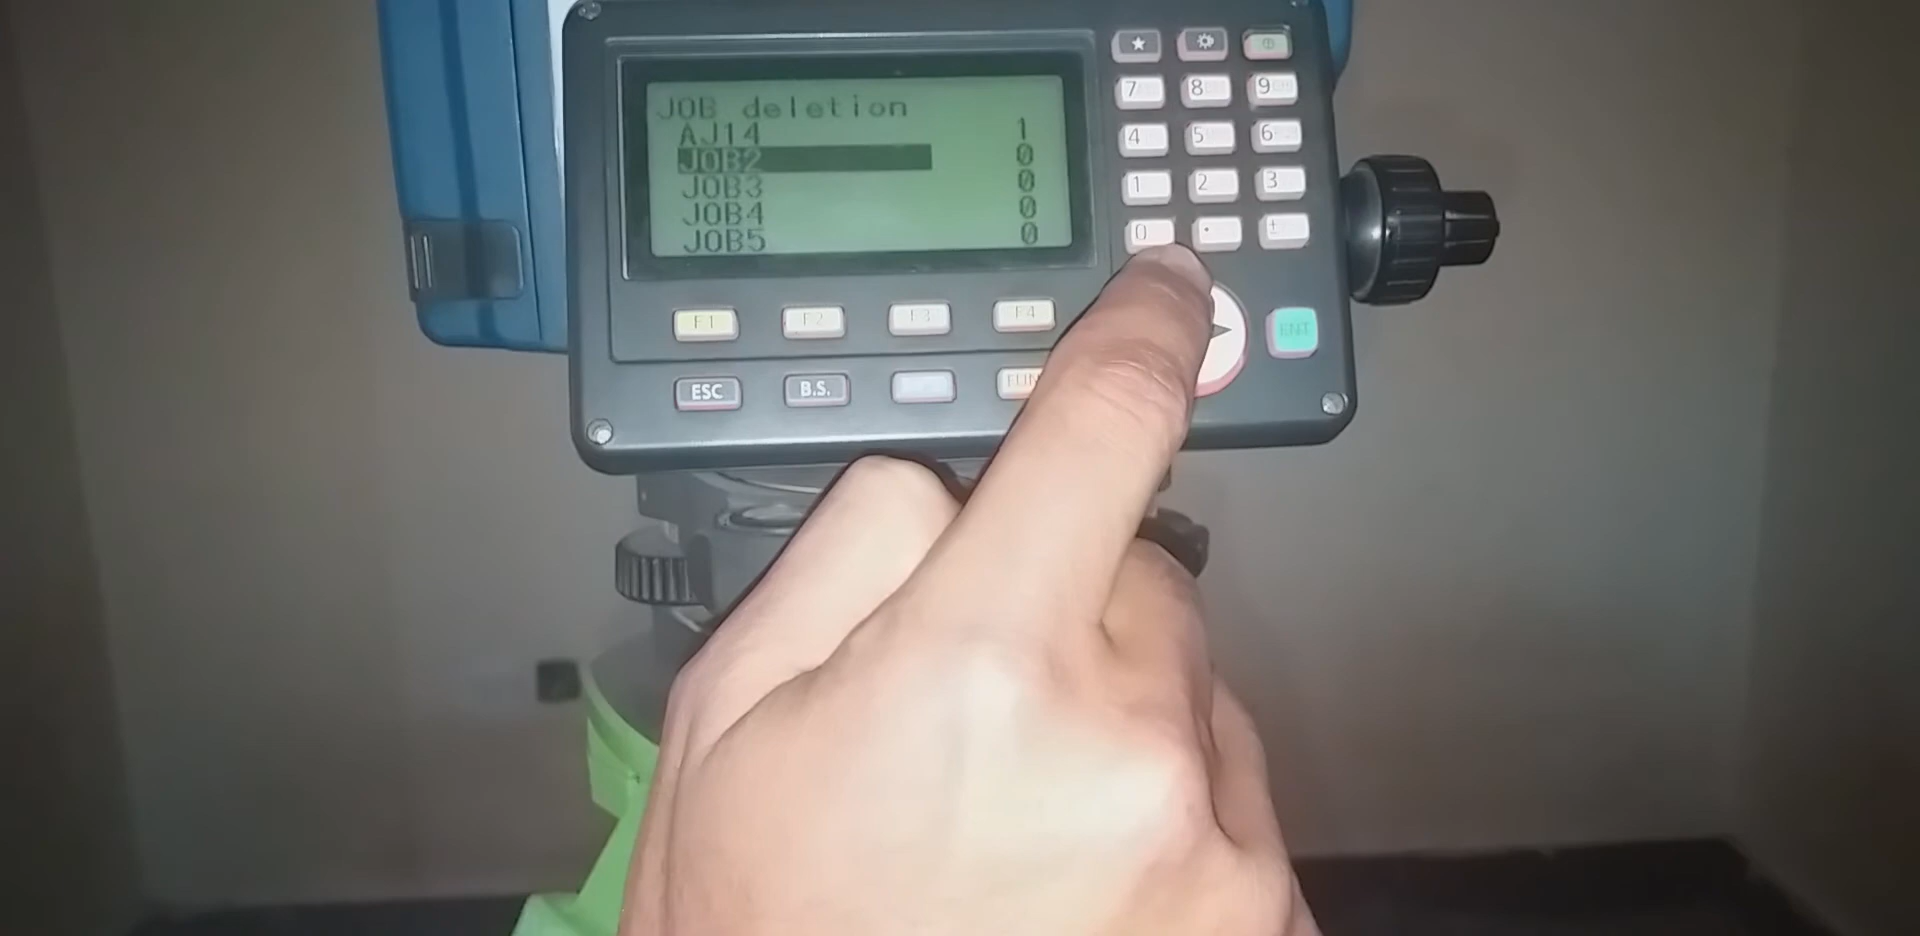 JOB deletion
AJ14 1
JOB2 0
JOB3 0
JOB4 0
JOB5 0
7 8 9
4 5 6
1 2 3
0 . ±
F1 F2 F3 F4
ENT
ESC B.S.